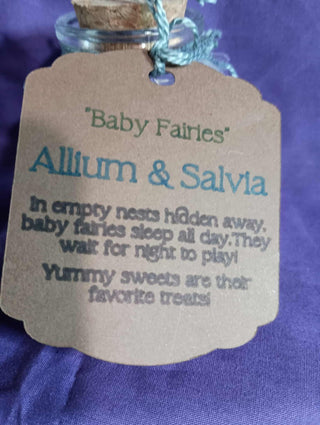 "Baby Fairies"
Allium & Salvia
In empty nests hidden away,
baby fairies sleep all day. They
wait for night to play!
Yummy sweets are their
favorite treats!